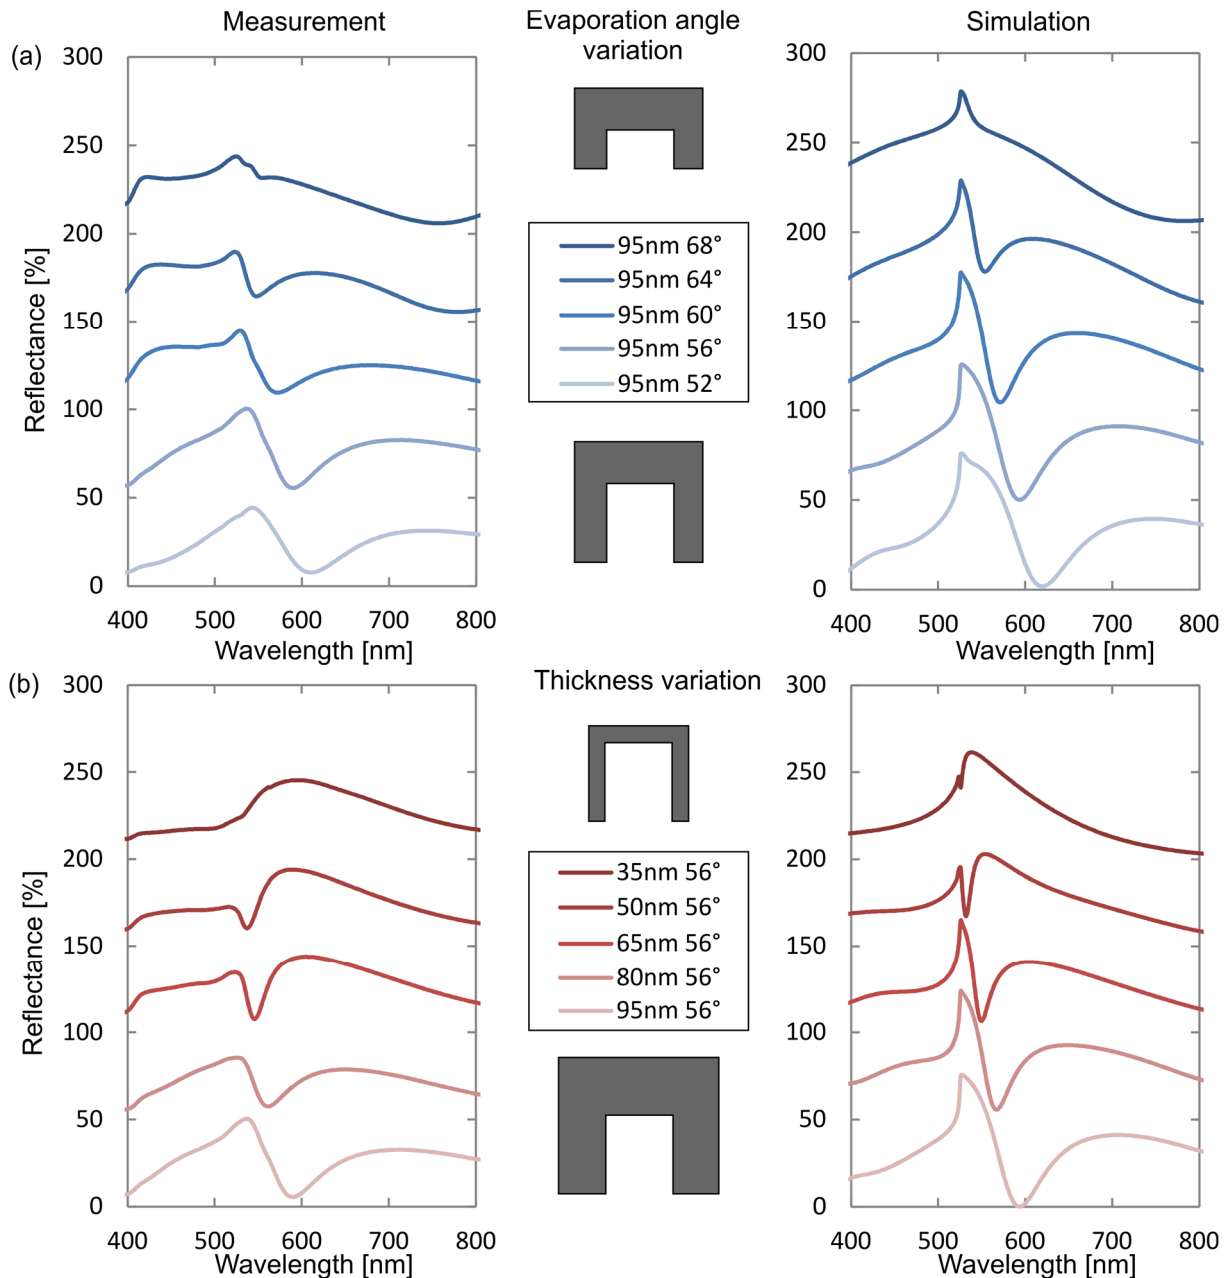 Measurement
Evaporation angle
variation
Simulation
(a)
300
250
200
150
100
50
0
Reflectance [%]
400 500 600 700 800
Wavelength [nm]
95nm 68°
95nm 64°
95nm 60°
95nm 56°
95nm 52°
300
250
200
150
100
50
0
400 500 600 700 800
Wavelength [nm]
(b)
Thickness variation
300
250
200
150
100
50
0
Reflectance [%]
400 500 600 700 800
Wavelength [nm]
35nm 56°
50nm 56°
65nm 56°
80nm 56°
95nm 56°
300
250
200
150
100
50
0
400 500 600 700 800
Wavelength [nm]